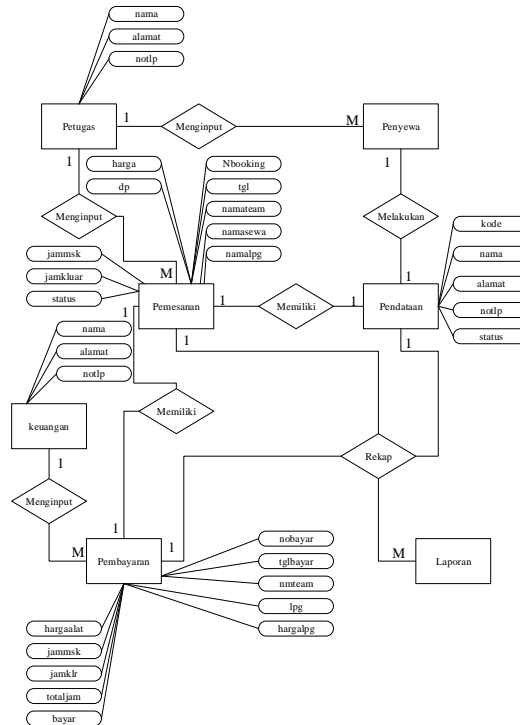 nama
alamat
notlp
Petugas
1
Menginput
M
Penyewa
1
1
harga
Nbooking
dp
tgl
Menginput
namateam
Melakukan
kode
jammsk
namasewa
nama
jamkluar
M
namalpg
1
alamat
status
Pemesanan
1
Memiliki
1
Pendataan
notlp
nama
1
1
1
status
alamat
notlp
keuangan
Memiliki
1
Rekap
Menginput
1
1
nobayar
M
Pembayaran
tglbayar
M
Laporan
nmteam
lpg
hargaalat
hargalpg
jammsk
jamklr
totaljam
bayar